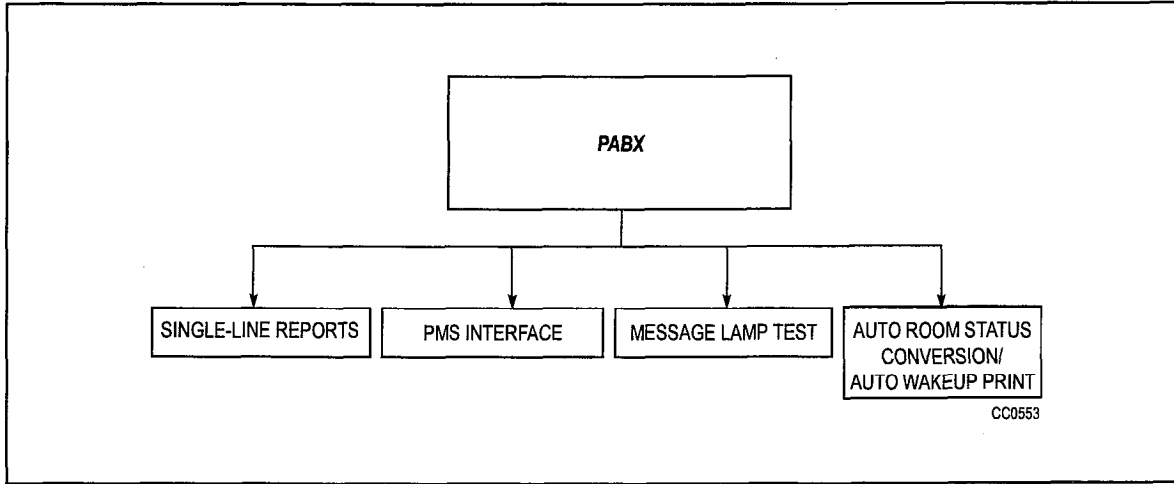 PABX
SINGLE-LINE REPORTS
PMS INTERFACE
MESSAGE LAMP TEST
AUTO ROOM STATUS
CONVERSION/
AUTO WAKEUP PRINT
CC0553